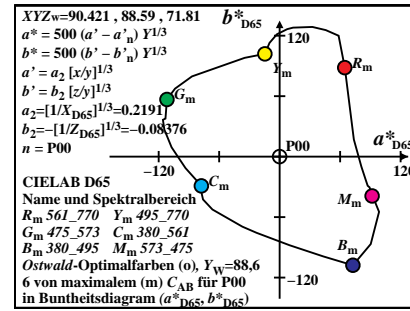 XYZw=90.421, 88.59, 71.81
a* = 500 (a' – a'n) Y1/3
b* = 500 (b' – b'n) Y1/3
a' = a2 [x/y]1/3
b' = b2 [z/y]1/3
a2=[1/XD65]1/3=0.2191
b2=–[1/ZD65]1/3=–0.08376
n = P00
CIELAB D65
Name und Spektralbereich
Rm 561_770 Ym 495_770
Gm 475_573 Cm 380_561
Bm 380_495 Mm 573_475
Ostwald-Optimalfarben (o), YW=88,6
6 von maximalem (m) CAB für P00
in Buntheitsdiagram (a*D65, b*D65)
b*D65
120
Ym
Rm
Gm
P00
a*D65
–120
120
Cm
Mm
Bm
–120